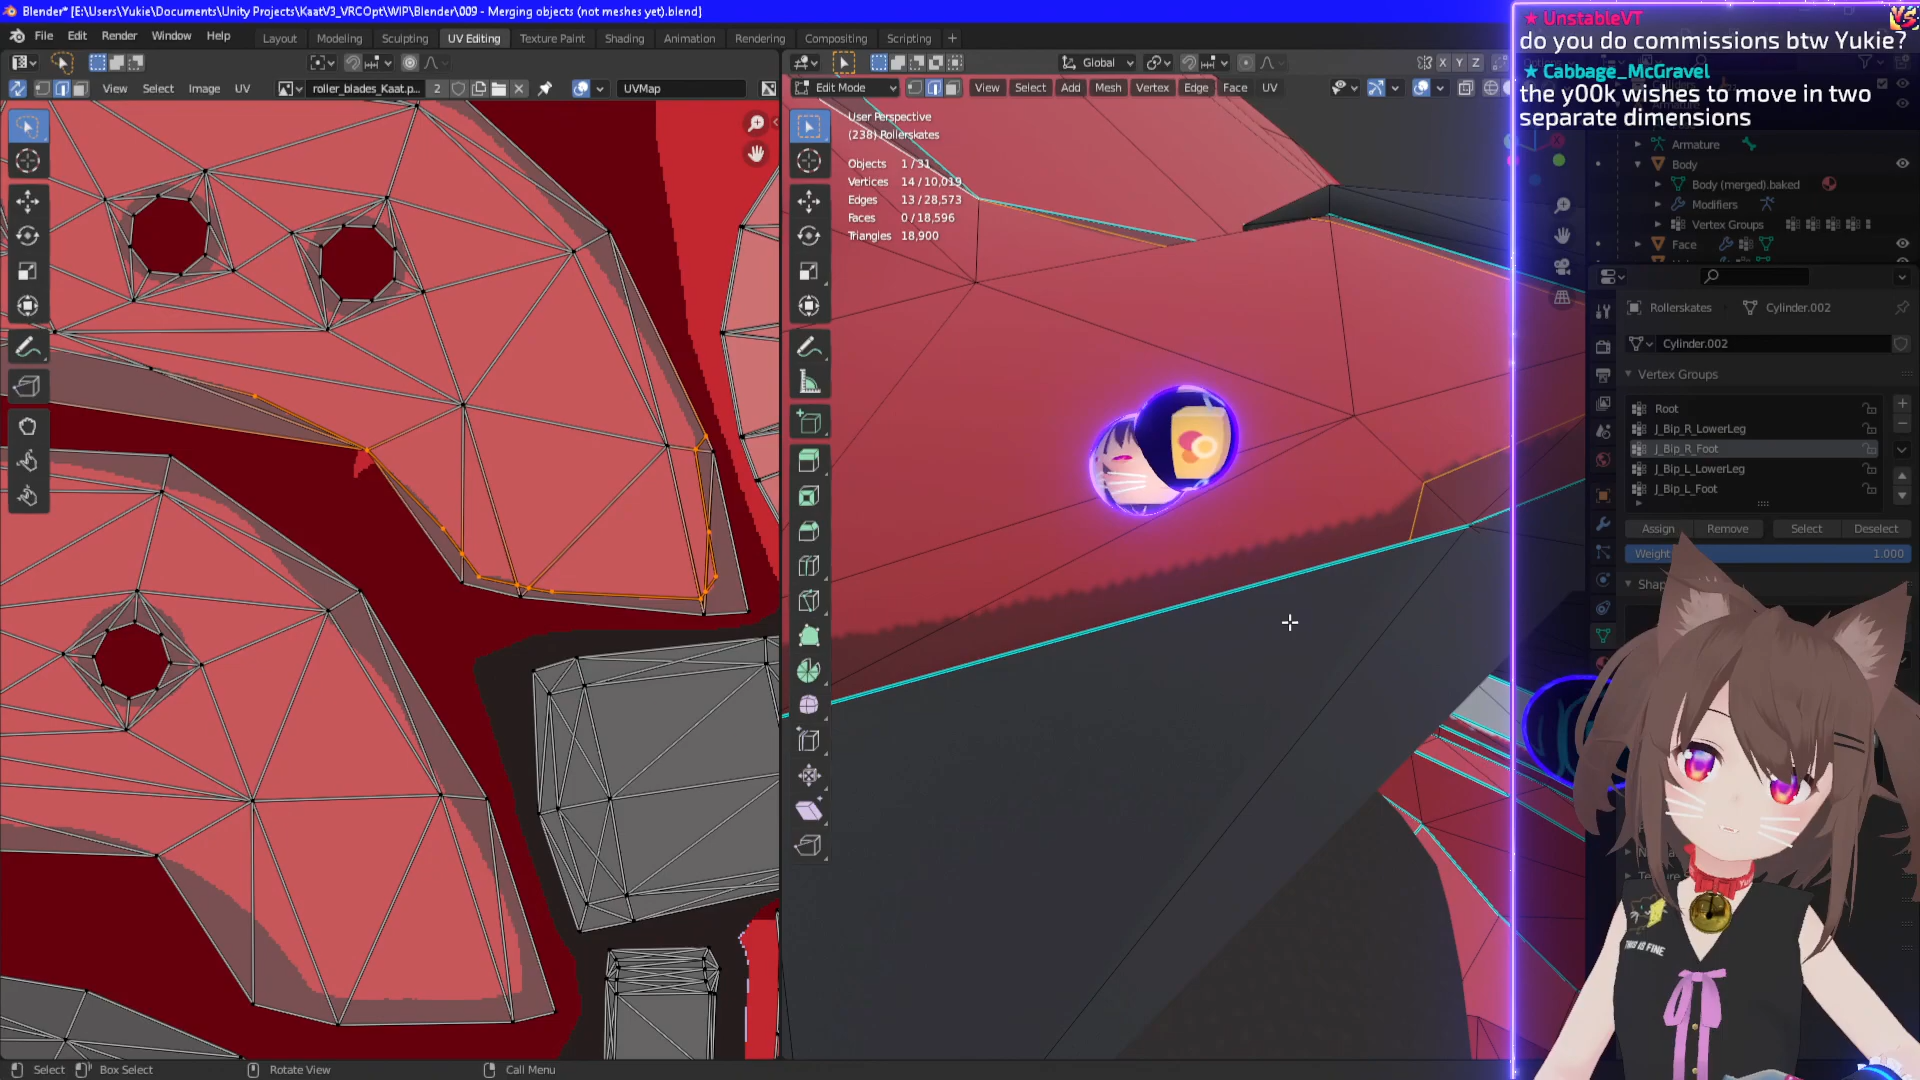 Blender* [E:\Users\Yukie\Documents\Unity Projects\KaatV3_VRCOpt\WIP\Blender\009 - Merging objects (not meshes yet).blend]
File Edit Render Window Help
Layout Modeling Sculpting UV Editing Texture Paint Shading Animation Rendering Compositing Scripting +
Global
X Y Z
View Select Image UV
roller_blades_Kaat.p... 2
UVMap
Edit Mode
View Select Add Mesh Vertex Edge Face UV
User Perspective
(238) Rollerskates
Objects 1/31
Vertices 14 / 10,019
Edges 13 / 28,573
Faces 0/18,596
Triangles 18,900
★ UnstableVT
do you do commissions btw Yukie?
★ Cabbage_McGravel
the y00k wishes to move in two
separate dimensions
Armature
Body
Body (merged).baked
Modifiers
Vertex Groups
Face
Rollerskates
Cylinder.002
Cylinder.002
Vertex Groups
Root
J_Bip_R_LowerLeg
J_Bip_R_Foot
J_Bip_L_LowerLeg
J_Bip_L_Foot
Assign Remove Select Deselect
Weight 1.000
THIS IS FINE
Select Box Select Rotate View Call Menu